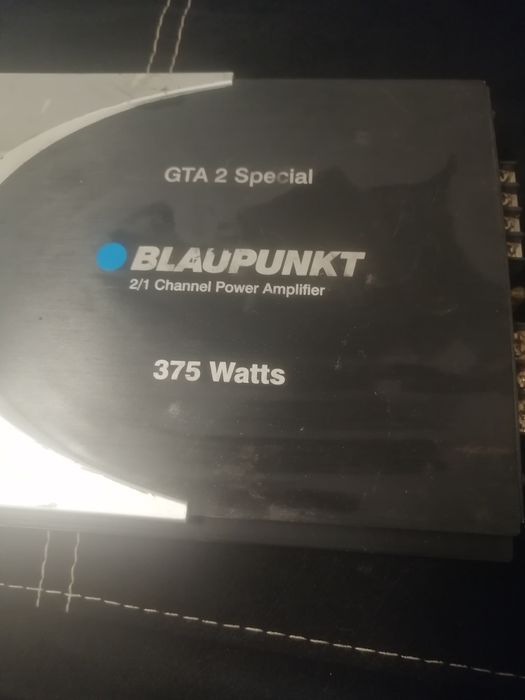 GTA 2 Special
BLAUPUNKT
2/1 Channel Power Amplifier
375 Watts